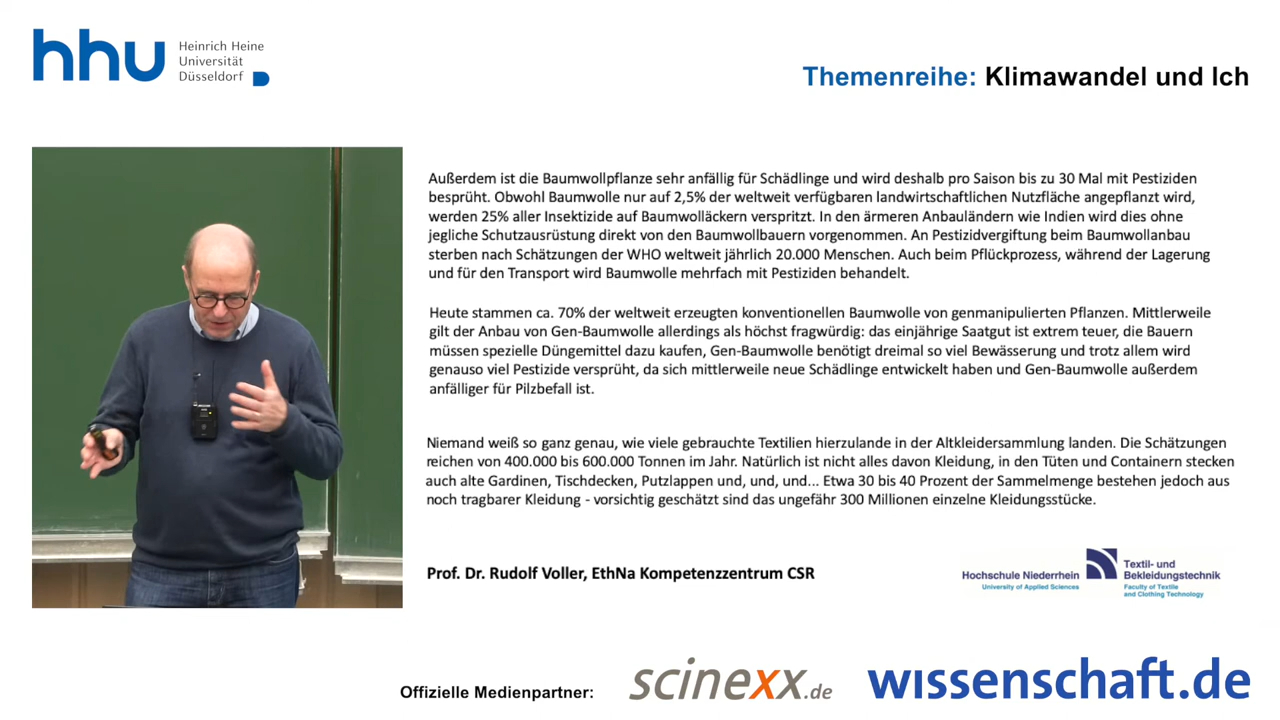 hhu
Heinrich Heine
Universität
Düsseldorf
Themenreihe: Klimawandel und Ich
Außerdem ist die Baumwollpflanze sehr anfällig für Schädlinge und wird deshalb pro Saison bis zu 30 Mal mit Pestiziden
besprüht. Obwohl Baumwolle nur auf 2,5% der weltweit verfügbaren landwirtschaftlichen Nutzfläche angepflanzt wird,
werden 25% aller Insektizide auf Baumwolläckern verspritzt. In den ärmeren Anbauländern wie Indien wird dies ohne
jegliche Schutzausrüstung direkt von den Baumwollbauern vorgenommen. An Pestizidvergiftung beim Baumwollanbau
sterben nach Schätzungen der WHO weltweit jährlich 20.000 Menschen. Auch beim Pflückprozess, während der Lagerung
und für den Transport wird Baumwolle mehrfach mit Pestiziden behandelt.
Heute stammen ca. 70% der weltweit erzeugten konventionellen Baumwolle von genmanipulierten Pflanzen. Mittlerweile
gilt der Anbau von Gen-Baumwolle allerdings als höchst fragwürdig: das einjährige Saatgut ist extrem teuer, die Bauern
müssen spezielle Düngemittel dazu kaufen, Gen-Baumwolle benötigt dreimal so viel Bewässerung und trotz allem wird
genauso viel Pestizide versprüht, da sich mittlerweile neue Schädlinge entwickelt haben und Gen-Baumwolle außerdem
anfälliger für Pilzbefall ist.
Niemand weiß so ganz genau, wie viele gebrauchte Textilien hierzulande in der Altkleidersammlung landen. Die Schätzungen
reichen von 400.000 bis 600.000 Tonnen im Jahr. Natürlich ist nicht alles davon Kleidung, in den Tüten und Containern stecken
auch alte Gardinen, Tischdecken, Putzlappen und, und, und... Etwa 30 bis 40 Prozent der Sammelmenge bestehen jedoch aus
noch tragbarer Kleidung - vorsichtig geschätzt sind das ungefähr 300 Millionen einzelne Kleidungsstücke.
Prof. Dr. Rudolf Voller, EthNa Kompetenzzentrum CSR
Hochschule Niederrhein
University of Applied Sciences
Textil- und
Bekleidungstechnik
Faculty of Textile
and Clothing Technology
Offizielle Medienpartner:
scinexx.de
wissenschaft.de